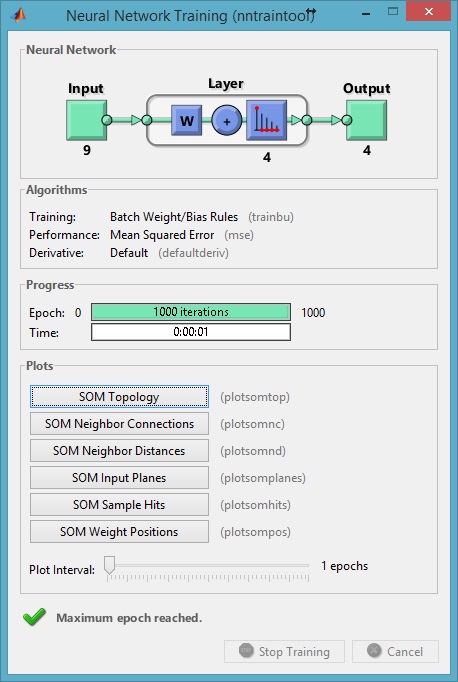 Neural Network Training (nntraintool)
Neural Network
Input
Layer
Output
W
+
9
4
4
Algorithms
Training: Batch Weight/Bias Rules (trainbu)
Performance: Mean Squared Error (mse)
Derivative: Default (defaultderiv)
Progress
Epoch: 0 1000 iterations 1000
Time: 0:00:01
Plots
SOM Topology (plotsomtop)
SOM Neighbor Connections (plotsomnc)
SOM Neighbor Distances (plotsomnd)
SOM Input Planes (plotsomplanes)
SOM Sample Hits (plotsomhits)
SOM Weight Positions (plotsompos)
Plot Interval: 1 epochs
Maximum epoch reached.
Stop Training Cancel